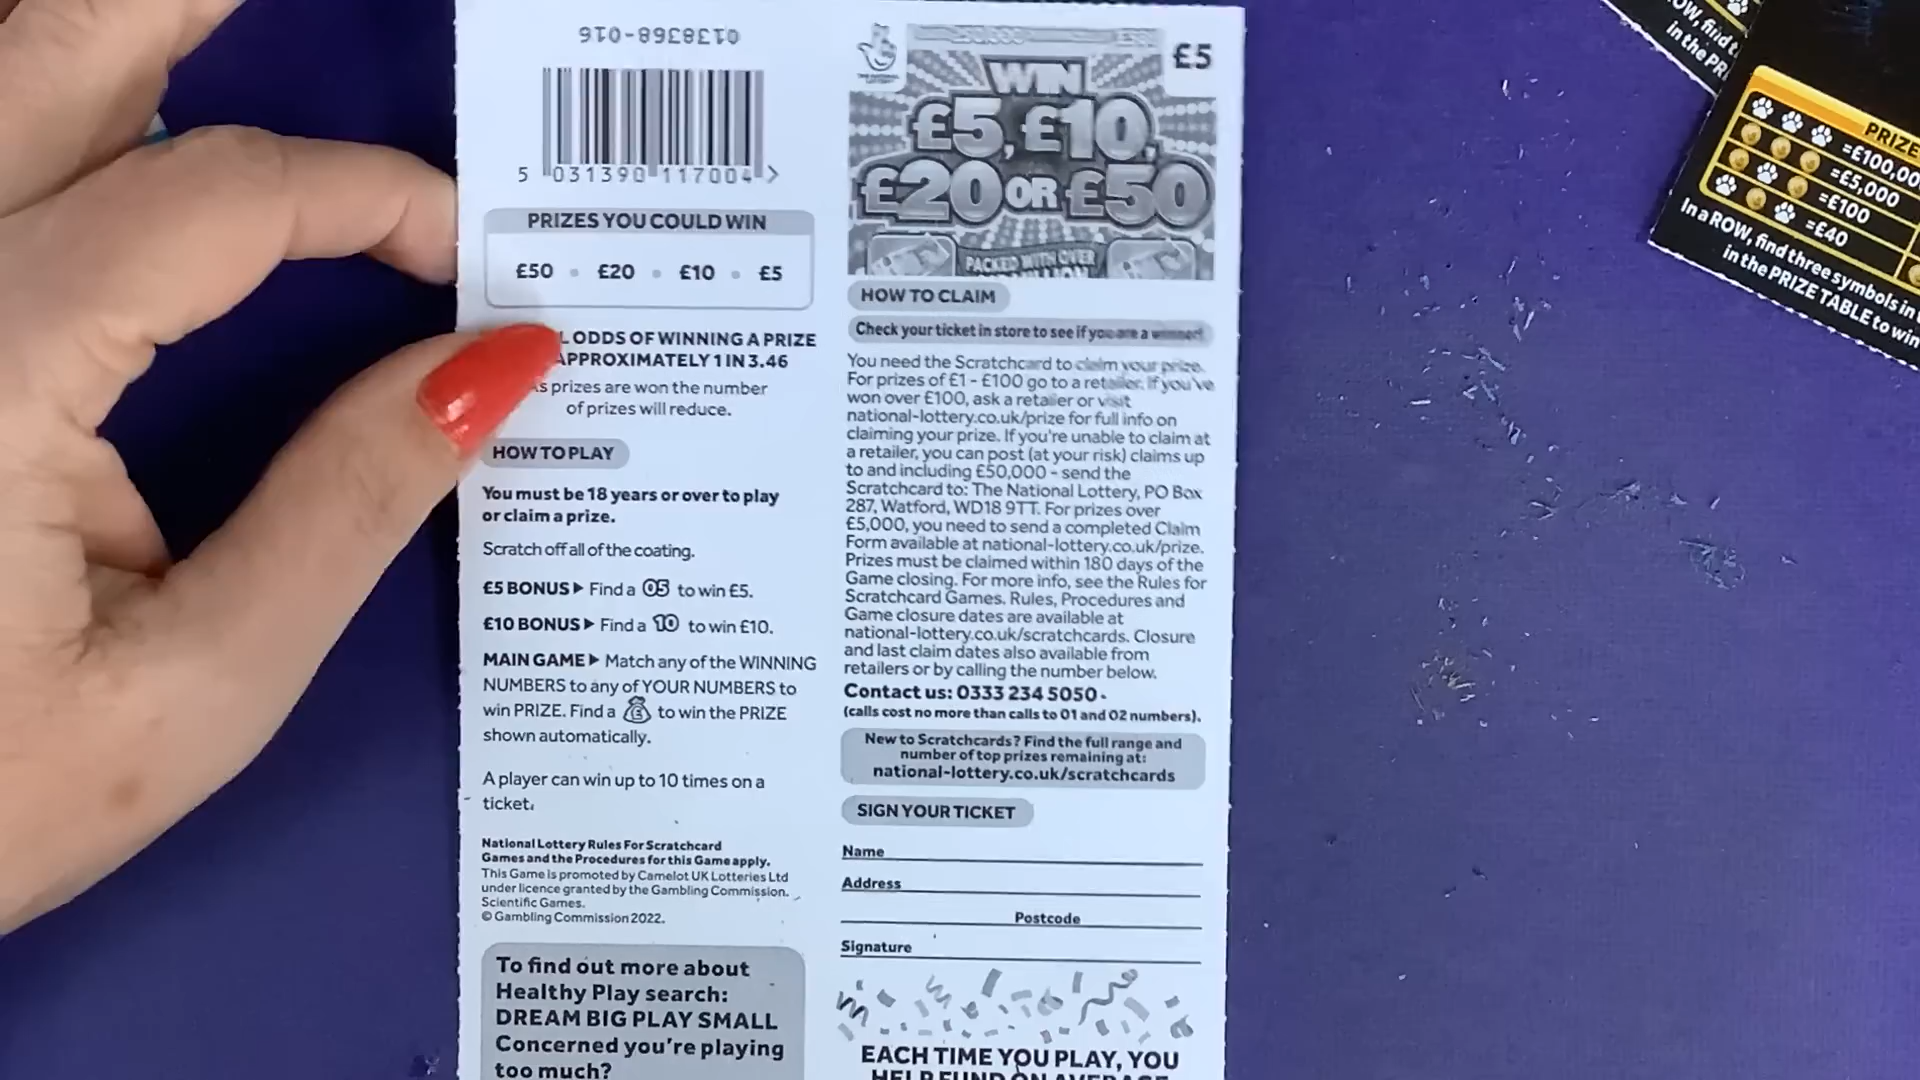 0138368-016
5 031390 117004 >
PRIZES YOU COULD WIN
£50 • £20 • £10 • £5
ODDS OF WINNING A PRIZE
APPROXIMATELY 1 IN 3.46
As prizes are won the number
of prizes will reduce.
HOW TO PLAY
You must be 18 years or over to play
or claim a prize.
Scratch off all of the coating.
£5 BONUS ▶ Find a 05 to win £5.
£10 BONUS ▶ Find a 10 to win £10.
MAIN GAME ▶ Match any of the WINNING
NUMBERS to any of YOUR NUMBERS to
win PRIZE. Find a £ to win the PRIZE
shown automatically.
A player can win up to 10 times on a
ticket.
National Lottery Rules For Scratchcard
Games and the Procedures for this Game apply.
This Game is promoted by Camelot UK Lotteries Ltd
under licence granted by the Gambling Commission.
Scientific Games.
© Gambling Commission 2022.
To find out more about
Healthy Play search:
DREAM BIG PLAY SMALL
Concerned you're playing
too much?
THE NATIONAL
LOTTERY
£5
WIN
£5, £10,
£20 OR £50
PACKED WITH OVER
HOW TO CLAIM
Check your ticket in store to see if you are a winner!
You need the Scratchcard to claim your prize.
For prizes of £1 - £100 go to a retailer. If you've
won over £100, ask a retailer or visit
national-lottery.co.uk/prize for full info on
claiming your prize. If you're unable to claim at
a retailer, you can post (at your risk) claims up
to and including £50,000 - send the
Scratchcard to: The National Lottery, PO Box
287, Watford, WD18 9TT. For prizes over
£5,000, you need to send a completed Claim
Form available at national-lottery.co.uk/prize.
Prizes must be claimed within 180 days of the
Game closing. For more info, see the Rules for
Scratchcard Games. Rules, Procedures and
Game closure dates are available at
national-lottery.co.uk/scratchcards. Closure
and last claim dates also available from
retailers or by calling the number below.
Contact us: 0333 234 5050
(calls cost no more than calls to 01 and 02 numbers).
New to Scratchcards? Find the full range and
number of top prizes remaining at:
national-lottery.co.uk/scratchcards
SIGN YOUR TICKET
Name
Address
Postcode
Signature
EACH TIME YOU PLAY, YOU
HELP FUND ON AVERAGE
ROW, find
in the
PRIZE
=£100,00
=£5,000
=£100
=£40
In a ROW, find three symbols in
in the PRIZE TABLE to win